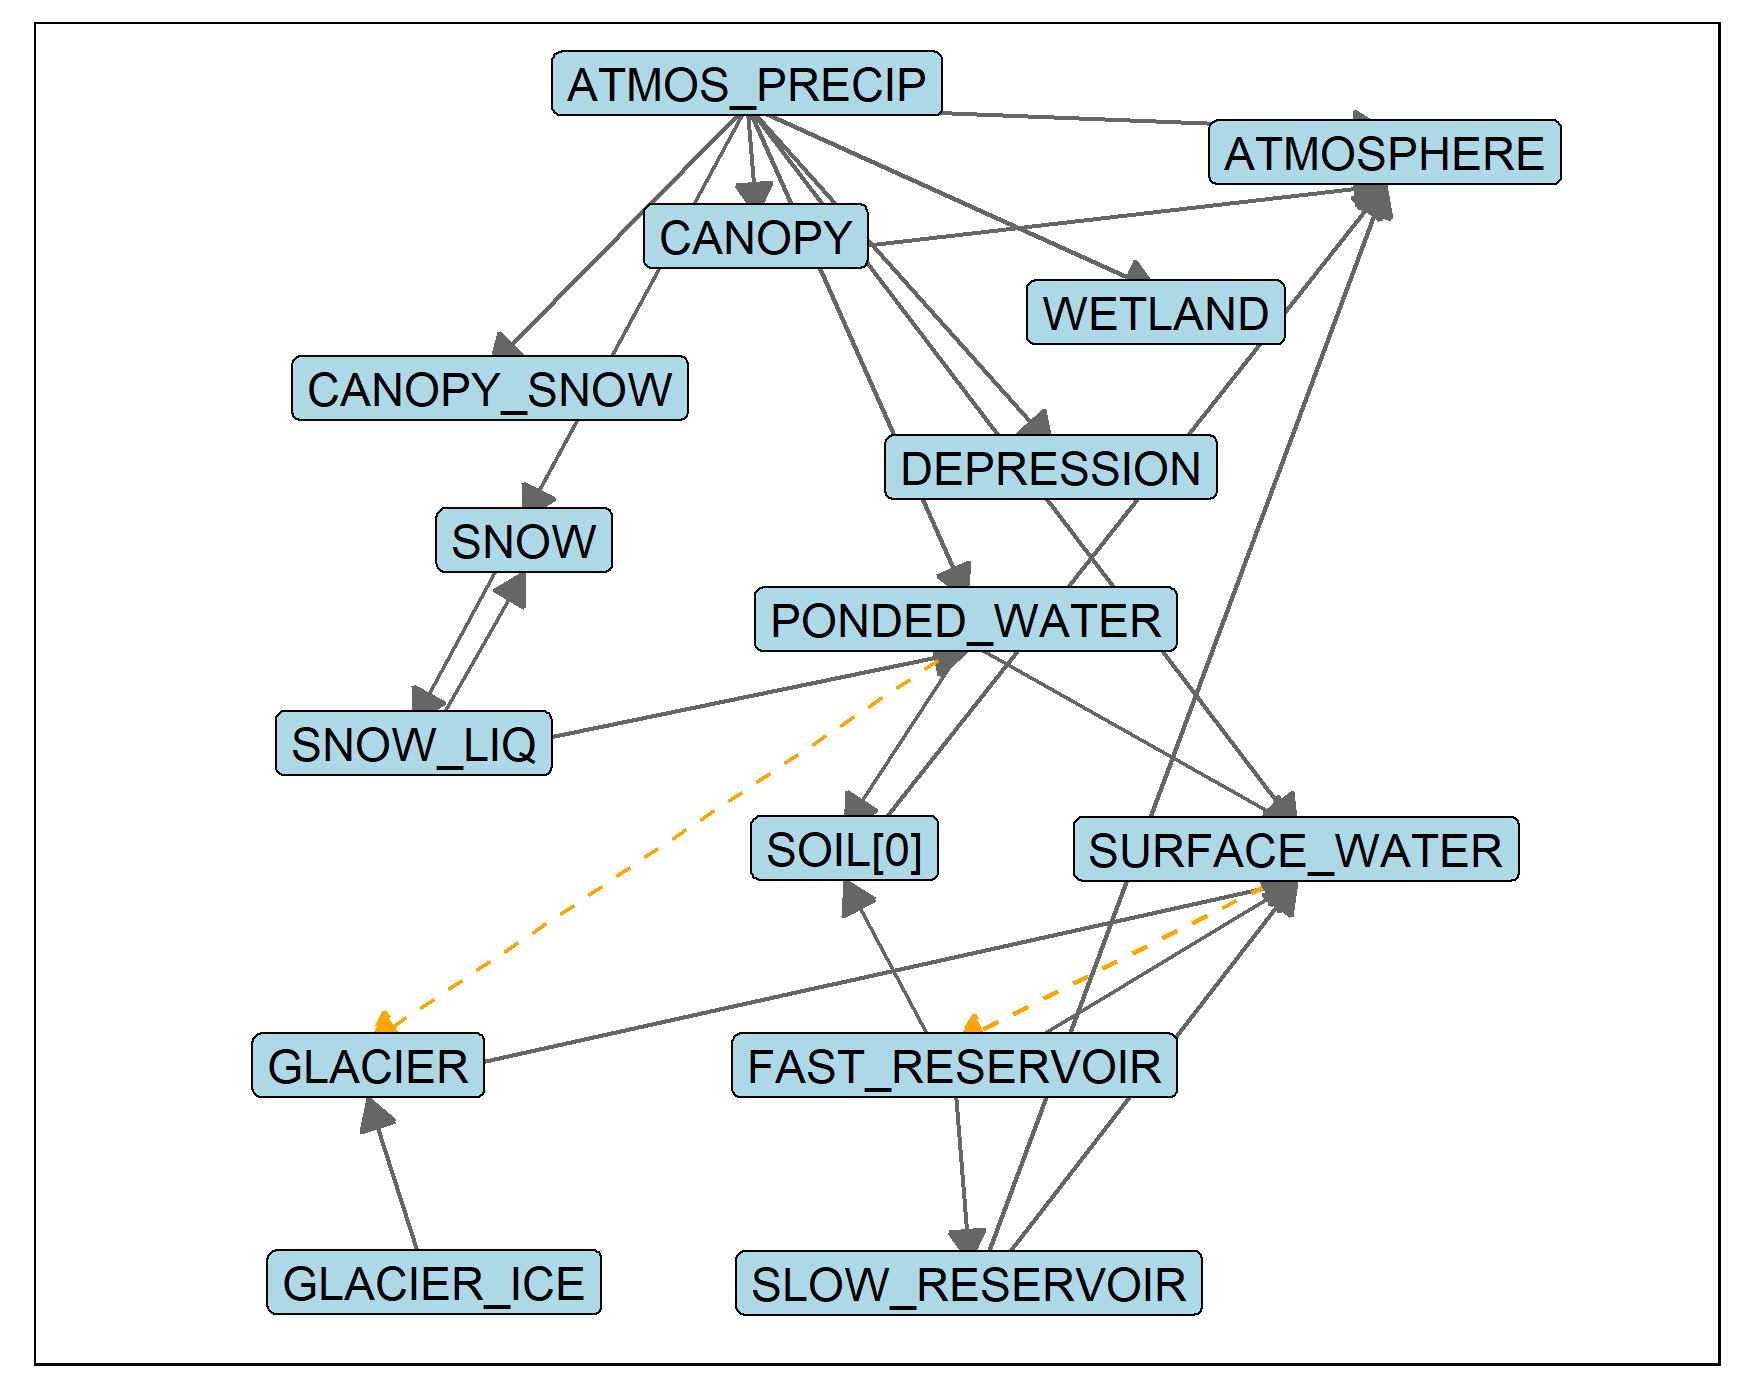 ATMOS_PRECIP
ATMOSPHERE
CANOPY
WETLAND
CANOPY_SNOW
DEPRESSION
SNOW
PONDED_WATER
SNOW_LIQ
SOIL[0]
SURFACE_WATER
GLACIER
FAST_RESERVOIR
GLACIER_ICE
SLOW_RESERVOIR